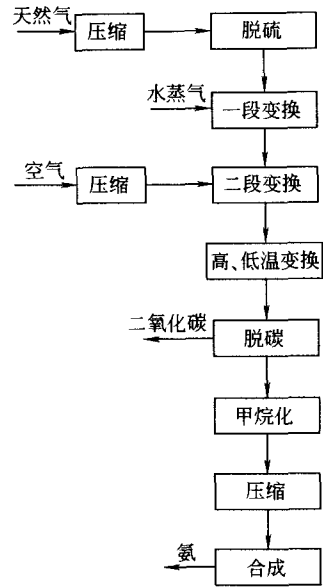 天然气
压缩
脱硫
水蒸气
一段变换
空气
压缩
二段变换
高、低温变换
二氧化碳
脱碳
甲烷化
压缩
氨
合成